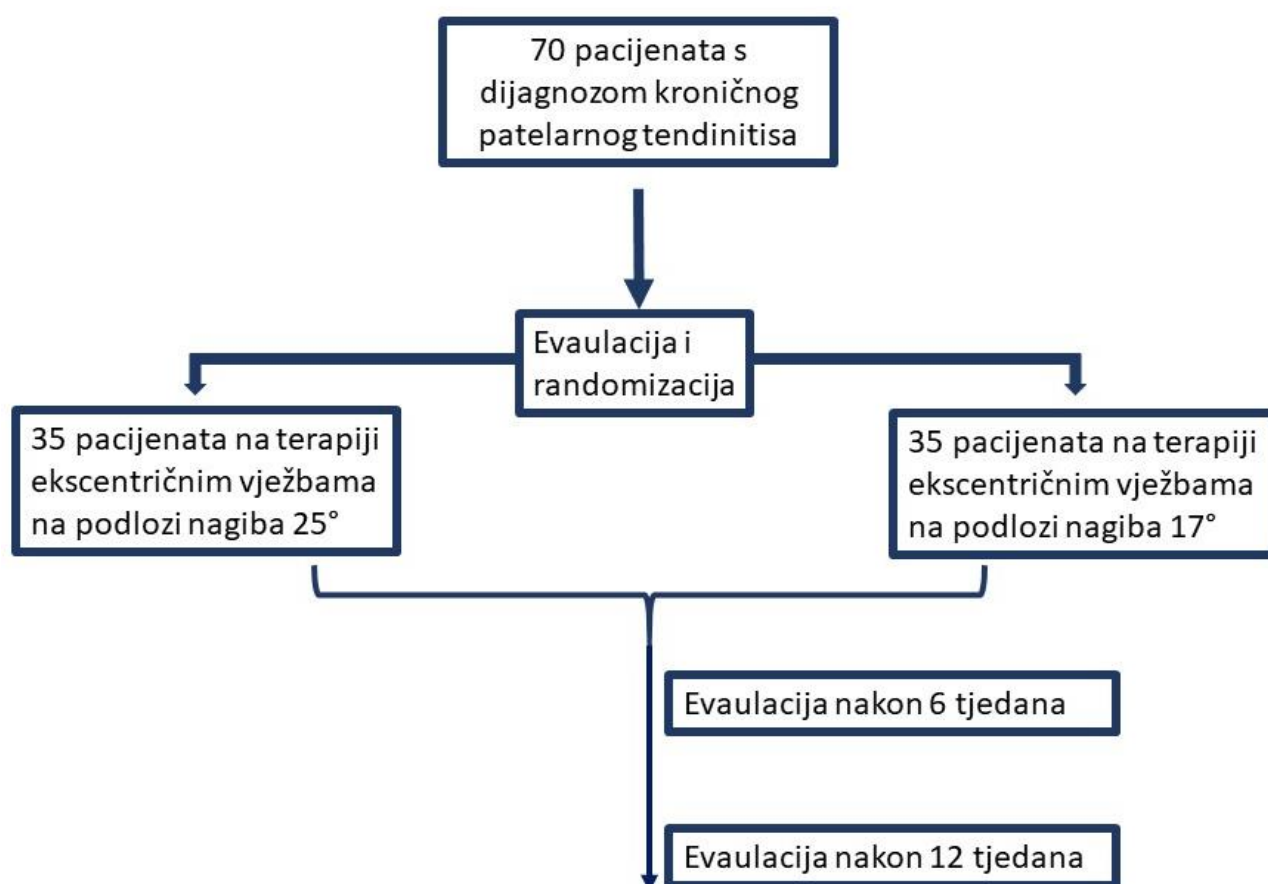 70 pacijenata s
dijagnozom kroničnog
patelarnog tendinitisa
Evaulacija i
randomizacija
35 pacijenata na terapiji
ekscentričnim vježbama
na podlozi nagiba 25°
35 pacijenata na terapiji
ekscentričnim vježbama
na podlozi nagiba 17°
Evaulacija nakon 6 tjedana
Evaulacija nakon 12 tjedana